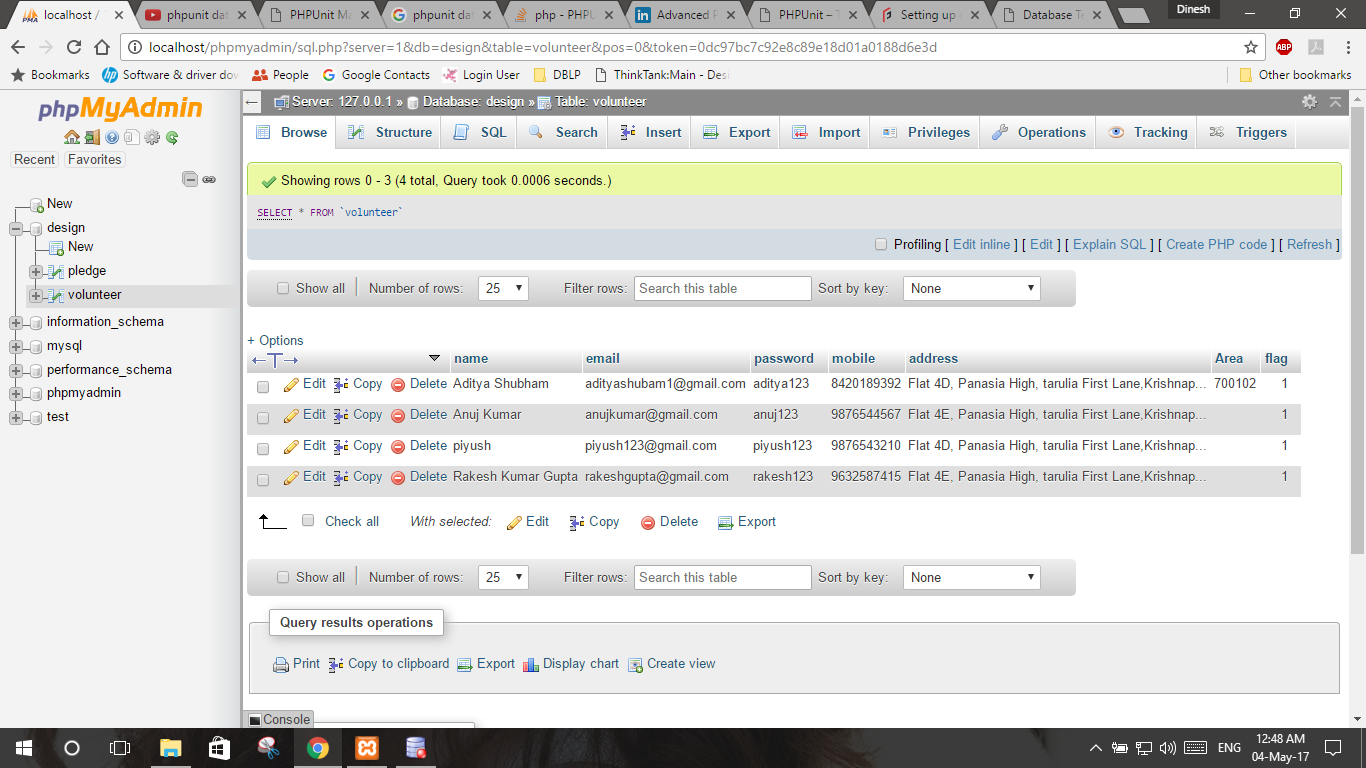 localhost / 
phpunit dat
PHPUnit Ma
phpunit dat
php - PHPU
Advanced P
PHPUnit –
Setting up
Database Te
Dinesh
localhost/phpmyadmin/sql.php?server=1&db=design&table=volunteer&pos=0&token=0dc97bc7c92e8c89e18d01a0188d6e3d
ABP
Bookmarks hp Software & driver dow People G Google Contacts Login User DBLP ThinkTank:Main - Desi Other bookmarks
phpMyAdmin
Recent Favorites
New
design
New
pledge
volunteer
information_schema
mysql
performance_schema
phpmyadmin
test
Server: 127.0.0.1 » Database: design » Table: volunteer
Browse Structure SQL Search Insert Export Import Privileges Operations Tracking Triggers
Showing rows 0 - 3 (4 total, Query took 0.0006 seconds.)
SELECT * FROM `volunteer`
Profiling [ Edit inline ] [ Edit ] [ Explain SQL ] [ Create PHP code ] [ Refresh ]
Show all Number of rows: 25 Filter rows: Search this table Sort by key: None
+ Options
name email password mobile address Area flag
Edit Copy Delete Aditya Shubham adityashubam1@gmail.com aditya123 8420189392 Flat 4D, Panasia High, tarulia First Lane,Krishnap... 700102 1
Edit Copy Delete Anuj Kumar anujkumar@gmail.com anuj123 9876544567 Flat 4E, Panasia High, tarulia First Lane,Krishnap... 1
Edit Copy Delete piyush piyush123@gmail.com piyush123 9876543210 Flat 4D, Panasia High, tarulia First Lane,Krishnap... 1
Edit Copy Delete Rakesh Kumar Gupta rakeshgupta@gmail.com rakesh123 9632587415 Flat 4E, Panasia High, tarulia First Lane,Krishnap... 1
Check all With selected: Edit Copy Delete Export
Show all Number of rows: 25 Filter rows: Search this table Sort by key: None
Query results operations
Print Copy to clipboard Export Display chart Create view
Console
ENG
12:48 AM
04-May-17